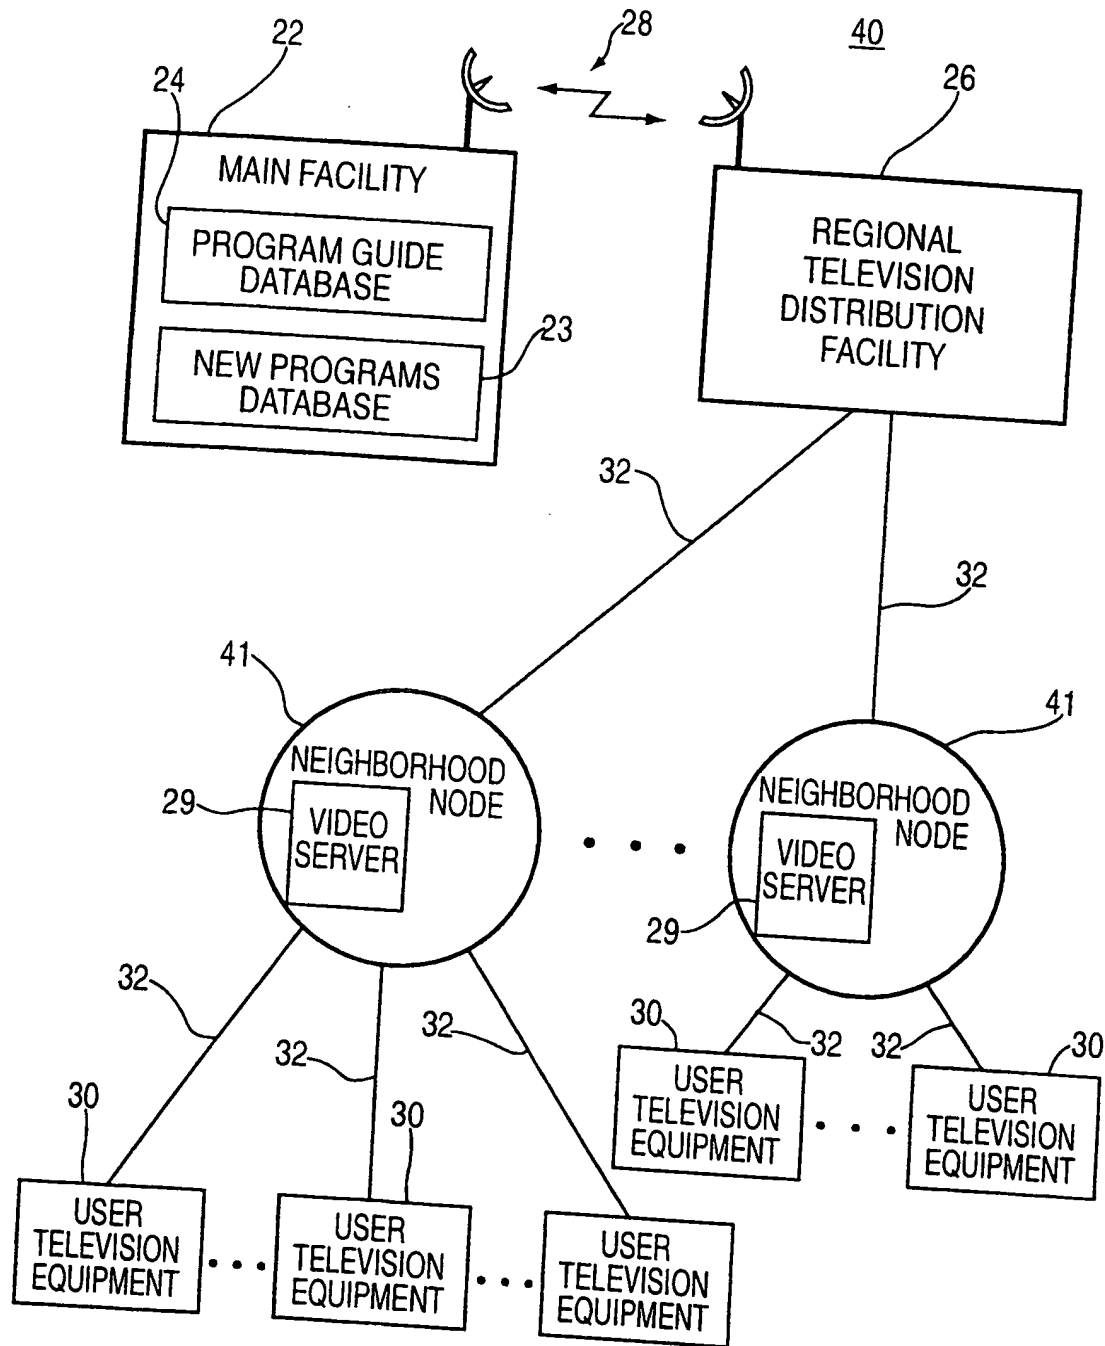 22
28
40
24
26
MAIN FACILITY
PROGRAM GUIDE
DATABASE
23
NEW PROGRAMS
DATABASE
REGIONAL
TELEVISION
DISTRIBUTION
FACILITY
32
32
41
41
NEIGHBORHOOD
NODE
29
VIDEO
SERVER
NEIGHBORHOOD
NODE
29
VIDEO
SERVER
32
32
32
30
32
32
30
USER
TELEVISION
EQUIPMENT
USER
TELEVISION
EQUIPMENT
30
30
USER
TELEVISION
EQUIPMENT
USER
TELEVISION
EQUIPMENT
USER
TELEVISION
EQUIPMENT